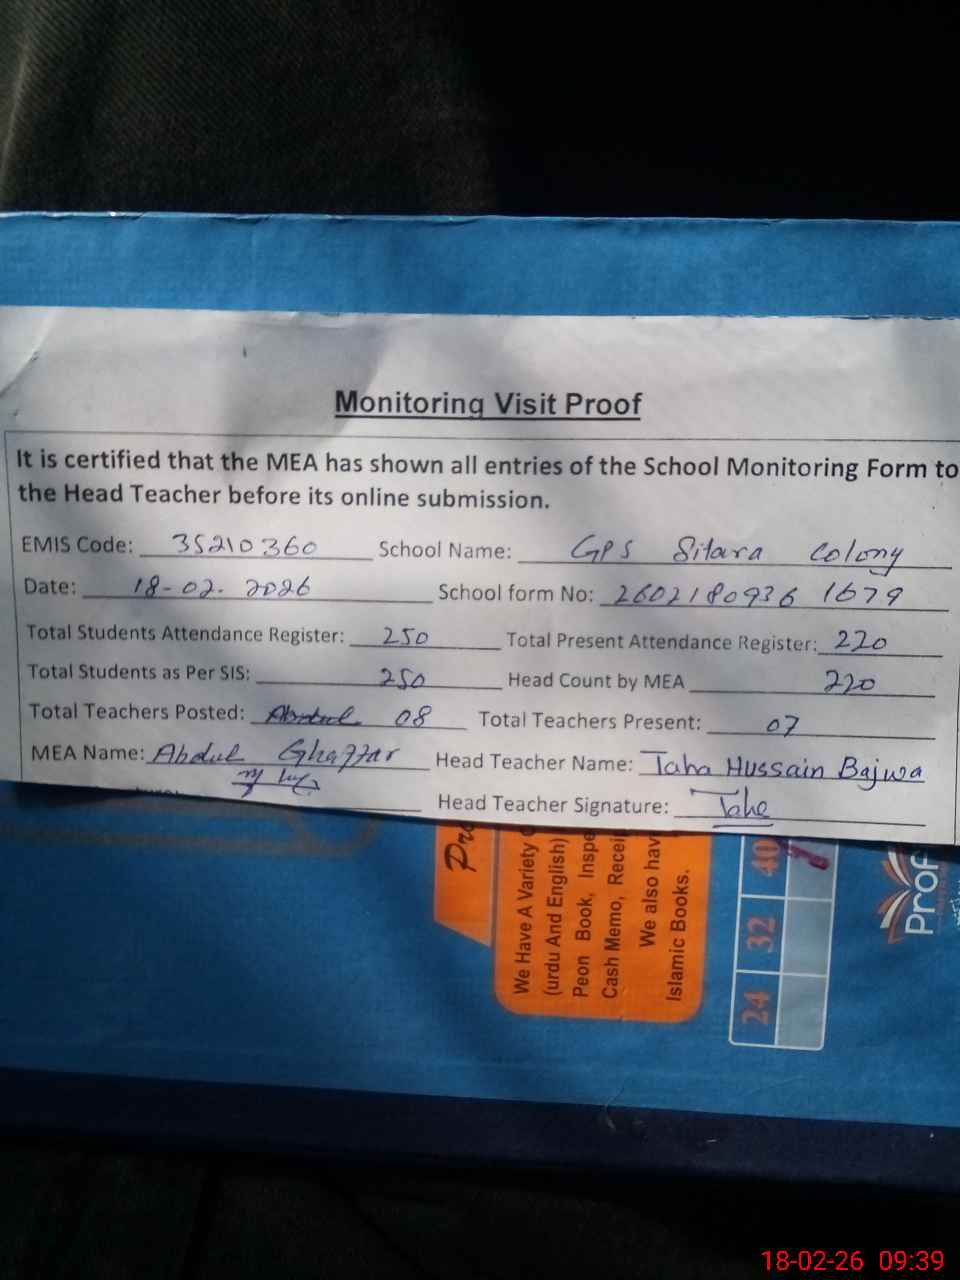 Monitoring Visit Proof
It is certified that the MEA has shown all entries of the School Monitoring Form to
the Head Teacher before its online submission.
EMIS Code: 35210360 School Name: GPS Sitara Colony
Date: 18-02-2026 School form No: 26021809361679
Total Students Attendance Register: 250 Total Present Attendance Register: 220
Total Students as Per SIS: 250 Head Count by MEA 220
Total Teachers Posted: 08 Total Teachers Present: 07
MEA Name: Abdul Ghaffar Head Teacher Name: Taha Hussain Bajwa
Head Teacher Signature: Taha
We Have A Variety
(urdu And English)
Peon Book, Inspe
Cash Memo, Recei
We also hav
Islamic Books.
24 32 40
Prof
18-02-26 09:39